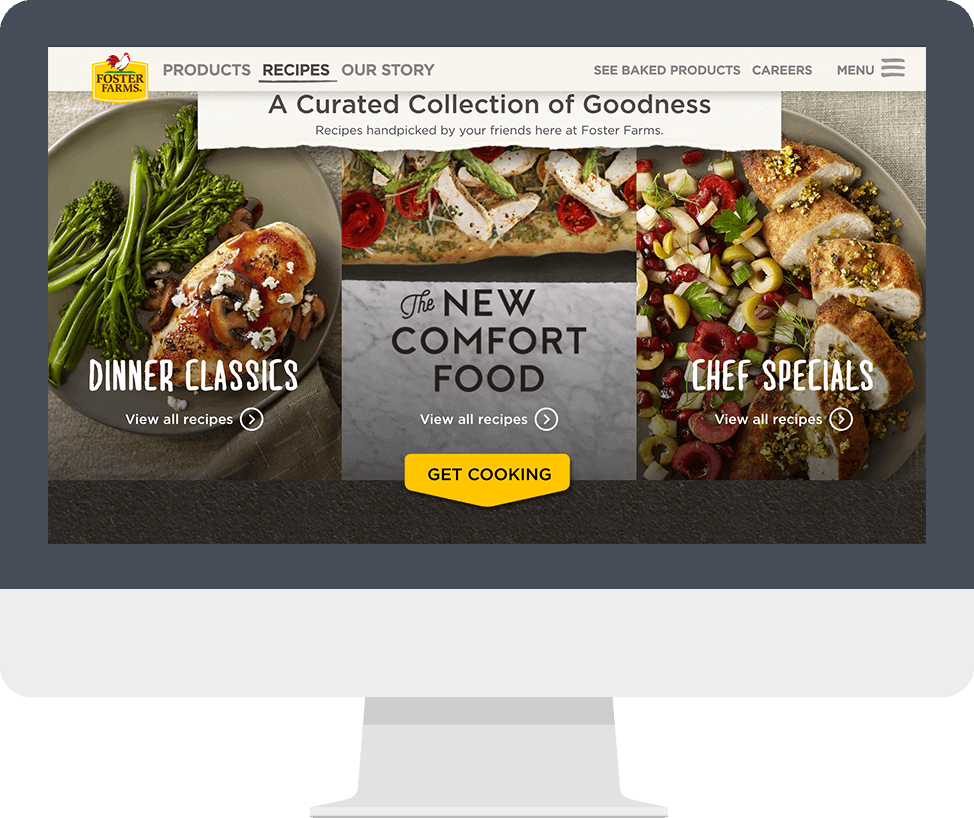 FOSTER
FARMS.
PRODUCTS RECIPES OUR STORY
SEE BAKED PRODUCTS CAREERS MENU
A Curated Collection of Goodness
Recipes handpicked by your friends here at Foster Farms.
DINNER CLASSICS
View all recipes
The NEW
COMFORT
FOOD
View all recipes
CHEF SPECIALS
View all recipes
GET COOKING